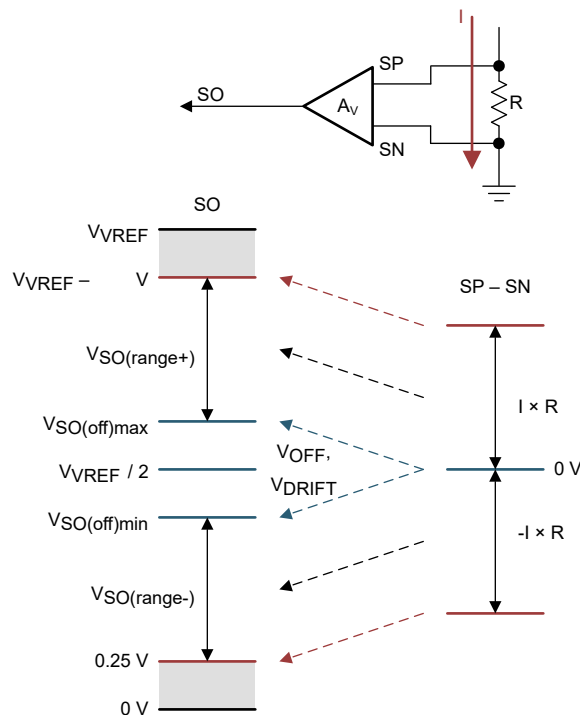 I
SP
SO
A_V
R
SN
SO
V_VREF
V_VREF – V
SP – SN
V_SO(range+)
I × R
V_SO(off)max
V_OFF,
V_VREF / 2
0 V
V_DRIFT
V_SO(off)min
-I × R
V_SO(range-)
0.25 V
0 V